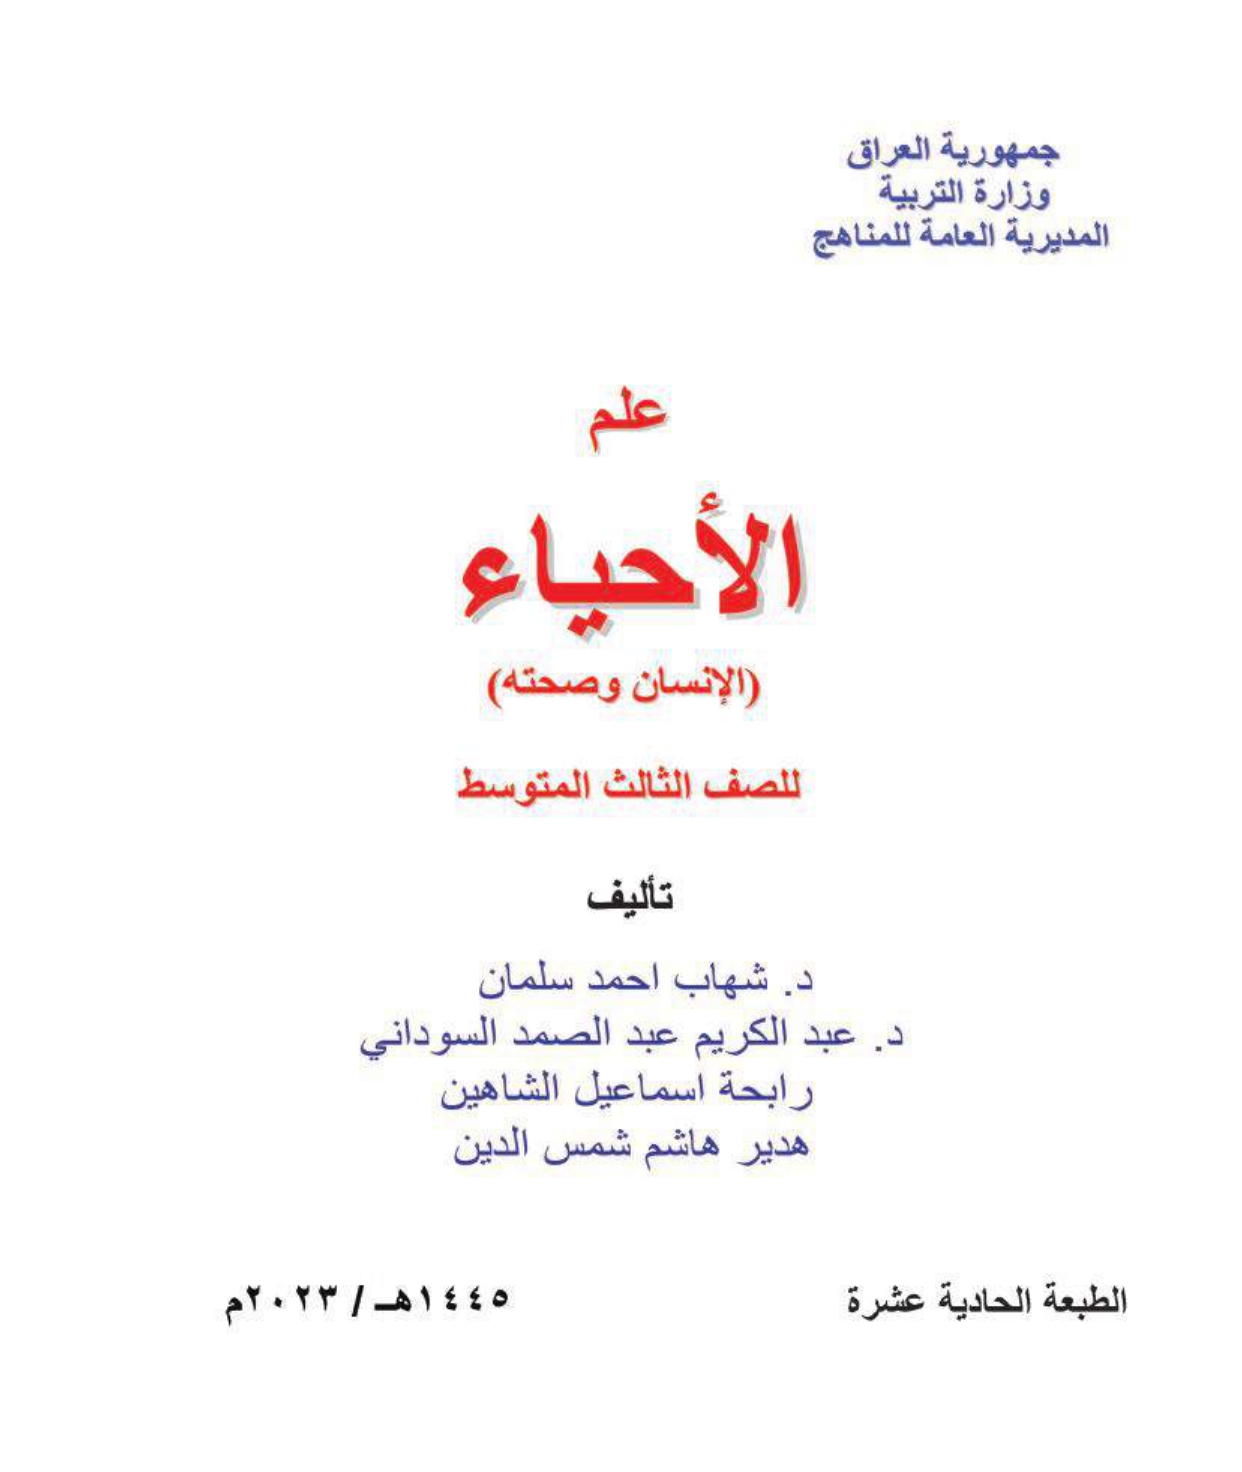 جمهورية العراق
وزارة التربية
المديرية العامة للمناهج
علم
الأحياء
(الإنسان وصحته)
للصف الثالث المتوسط
تأليف
د. شهاب احمد سلمان
د. عبد الكريم عبد الصمد السوداني
رابحة اسماعيل الشاهين
هدير هاشم شمس الدين
الطبعة الحادية عشرة ١٤٤٥هـ / ٢٠٢٣م